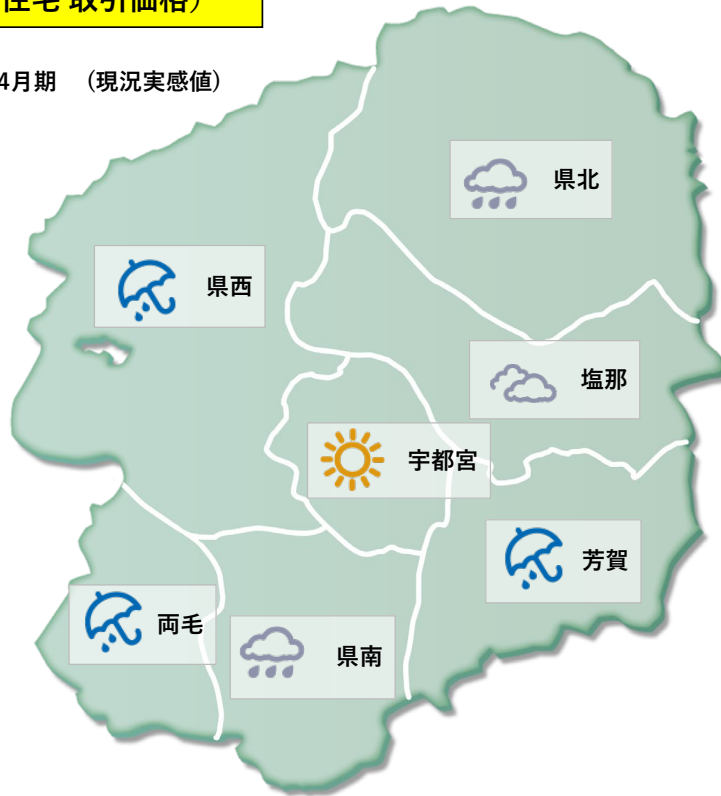 住宅 取引価格）
4月期　（現況実感値）
県北
県西
塩那
宇都宮
芳賀
両毛
県南